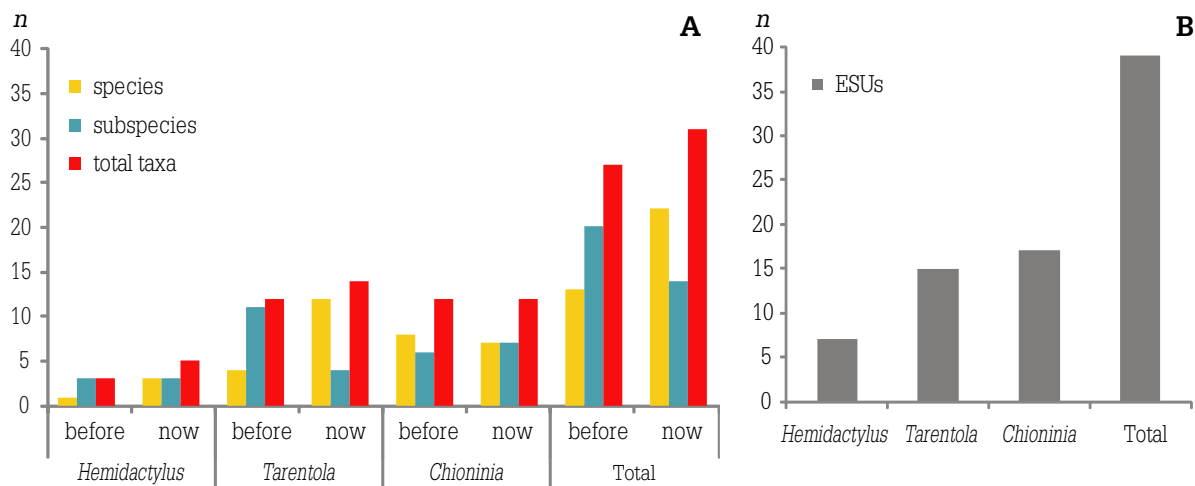 n
A
40
35
30
25
20
15
10
5
0
species
subspecies
total taxa
before now before now before now before now
Hemidactylus Tarentola Chioninia Total
n
B
40
35
30
25
20
15
10
5
0
ESUs
Hemidactylus Tarentola Chioninia Total